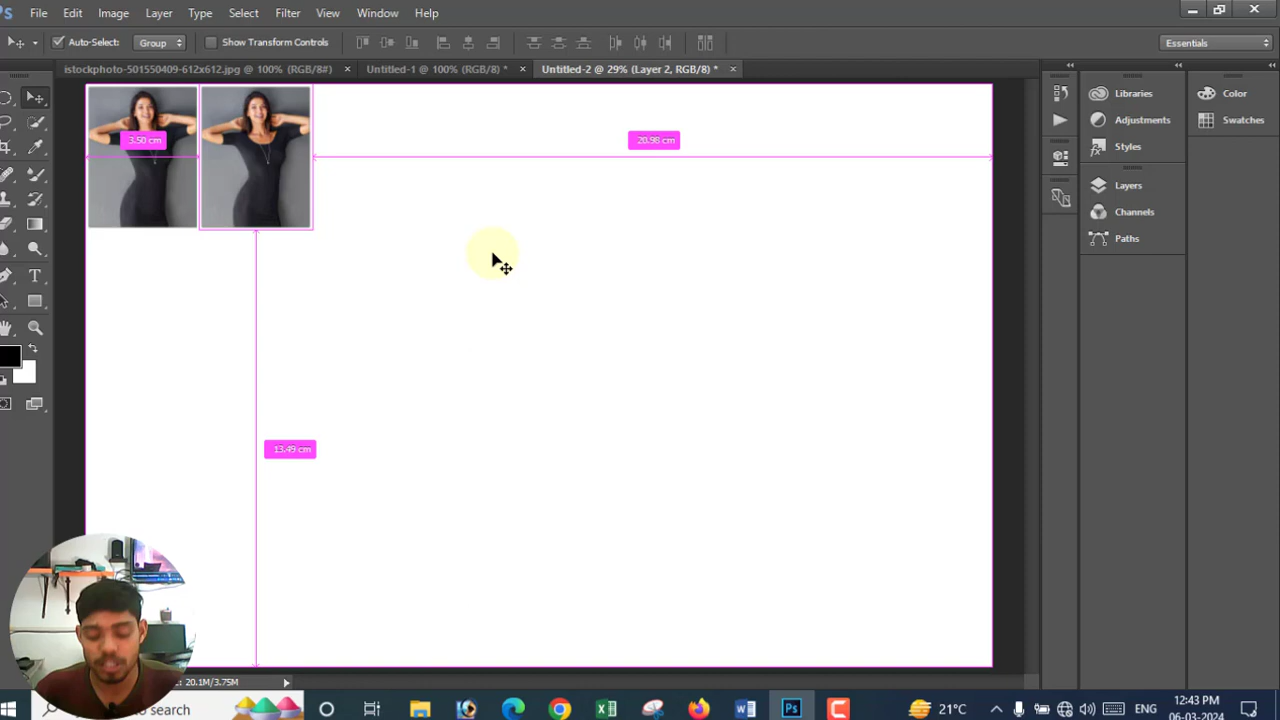 Ps File Edit Image Layer Type Select Filter View Window Help
Auto-Select: Group Show Transform Controls Essentials
istockphoto-501550409-612x612.jpg @ 100% (RGB/8#) × Untitled-1 @ 100% (RGB/8) * × Untitled-2 @ 29% (Layer 2, RGB/8) * ×
Libraries Color
Adjustments Swatches
Styles
Layers
Channels
Paths
3.50 cm 20.98 cm
T
13.49 cm
: 20.1M/3.75M
search Ps 21°C ENG 12:43 PM
06-03-2024